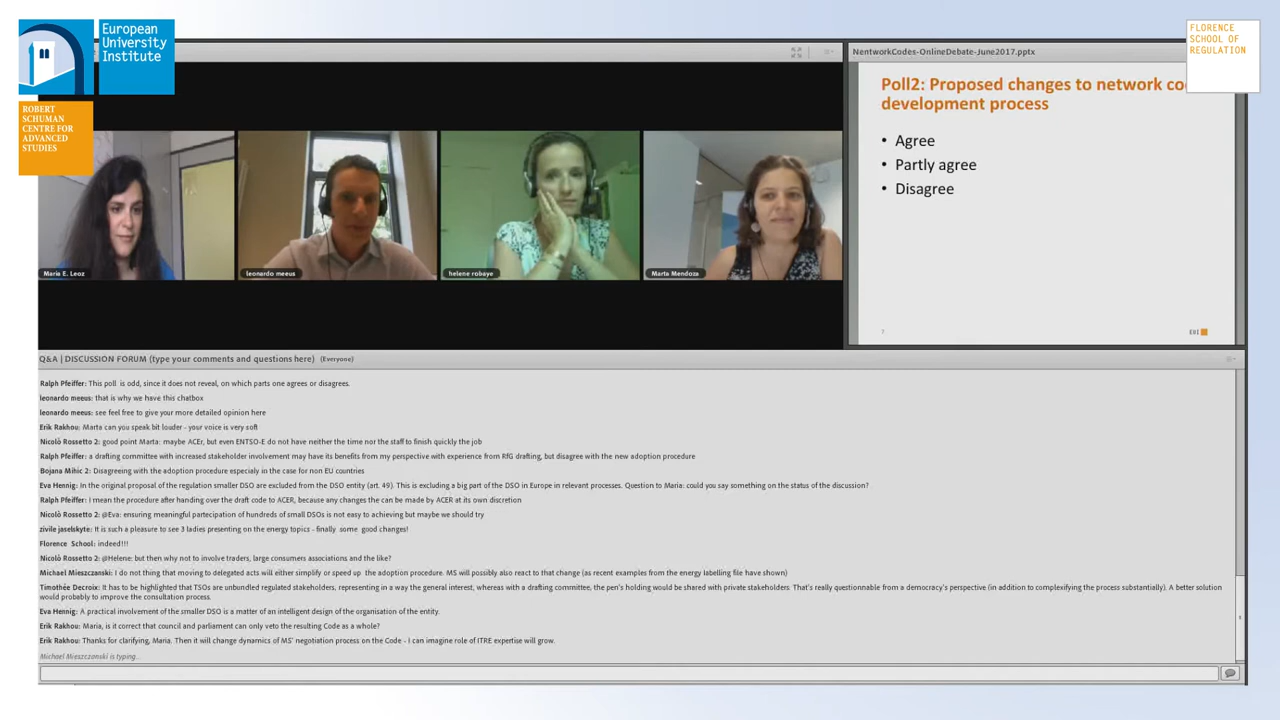 European
University
Institute
ROBERT
SCHUMAN
CENTRE FOR
ADVANCED
STUDIES
FLORENCE
SCHOOL OF
REGULATION
NentworkCodes-OnlineDebate-June2017.pptx
Maria E. Leoz
leonardo meeus
helene robaye
Marta Mendoza
Poll2: Proposed changes to network co
development process
• Agree
• Partly agree
• Disagree
7
EUI
Q&A | DISCUSSION FORUM (type your comments and questions here) (Everyone)
Ralph Pfeiffer: This poll is odd, since it does not reveal, on which parts one agrees or disagrees.
leonardo meeus: that is why we have this chatbox
leonardo meeus: see feel free to give your more detailed opinion here
Erik Rakhou: Marta can you speak bit louder - your voice is very soft
Nicolò Rossetto 2: good point Marta: maybe ACEr, but even ENTSO-E do not have neither the time nor the staff to finish quickly the job
Ralph Pfeiffer: a drafting committee with increased stakeholder involvement may have its benefits from my perspective with experience from RfG drafting, but disagree with the new adoption procedure
Bojana Mihic 2: Disagreeing with the adoption procedure especialy in the case for non EU countries
Eva Hennig: In the original proposal of the regulation smaller DSO are excluded from the DSO entity (art. 49). This is excluding a big part of the DSO in Europe in relevant processes. Question to Maria: could you say something on the status of the discussion?
Ralph Pfeiffer: I mean the procedure after handing over the draft code to ACER, because any changes the can be made by ACER at its own discretion
Nicolò Rossetto 2: @Eva: ensuring meaningful partecipation of hundreds of small DSOs is not easy to achieving but maybe we should try
zivile jaselskyte: It is such a pleasure to see 3 ladies presenting on the energy topics - finally some good changes!
Florence School: indeed!!!
Nicolò Rossetto 2: @Helene: but then why not to involve traders, large consumers associations and the like?
Michael Mieszczanski: I do not thing that moving to delegated acts will either simplify or speed up the adoption procedure. MS will possibly also react to that change (as recent examples from the energy labelling file have shown)
Timothée Decroix: It has to be highlighted that TSOs are unbundled regulated stakeholders, representing in a way the general interest, whereas with a drafting committee, the pen's holding would be shared with private stakeholders. That's really questionnable from a democracy's perspective (in addition to complexifying the process substantially). A better solution
would probably to improve the consultation process.
Eva Hennig: A practical involvement of the smaller DSO is a matter of an intelligent design of the organisation of the entity.
Erik Rakhou: Maria, is it correct that council and parliament can only veto the resulting Code as a whole?
Erik Rakhou: Thanks for clarifying, Maria. Then it will change dynamics of MS' negotiation process on the Code - I can imagine role of ITRE expertise will grow.
Michael Mieszczanski is typing...